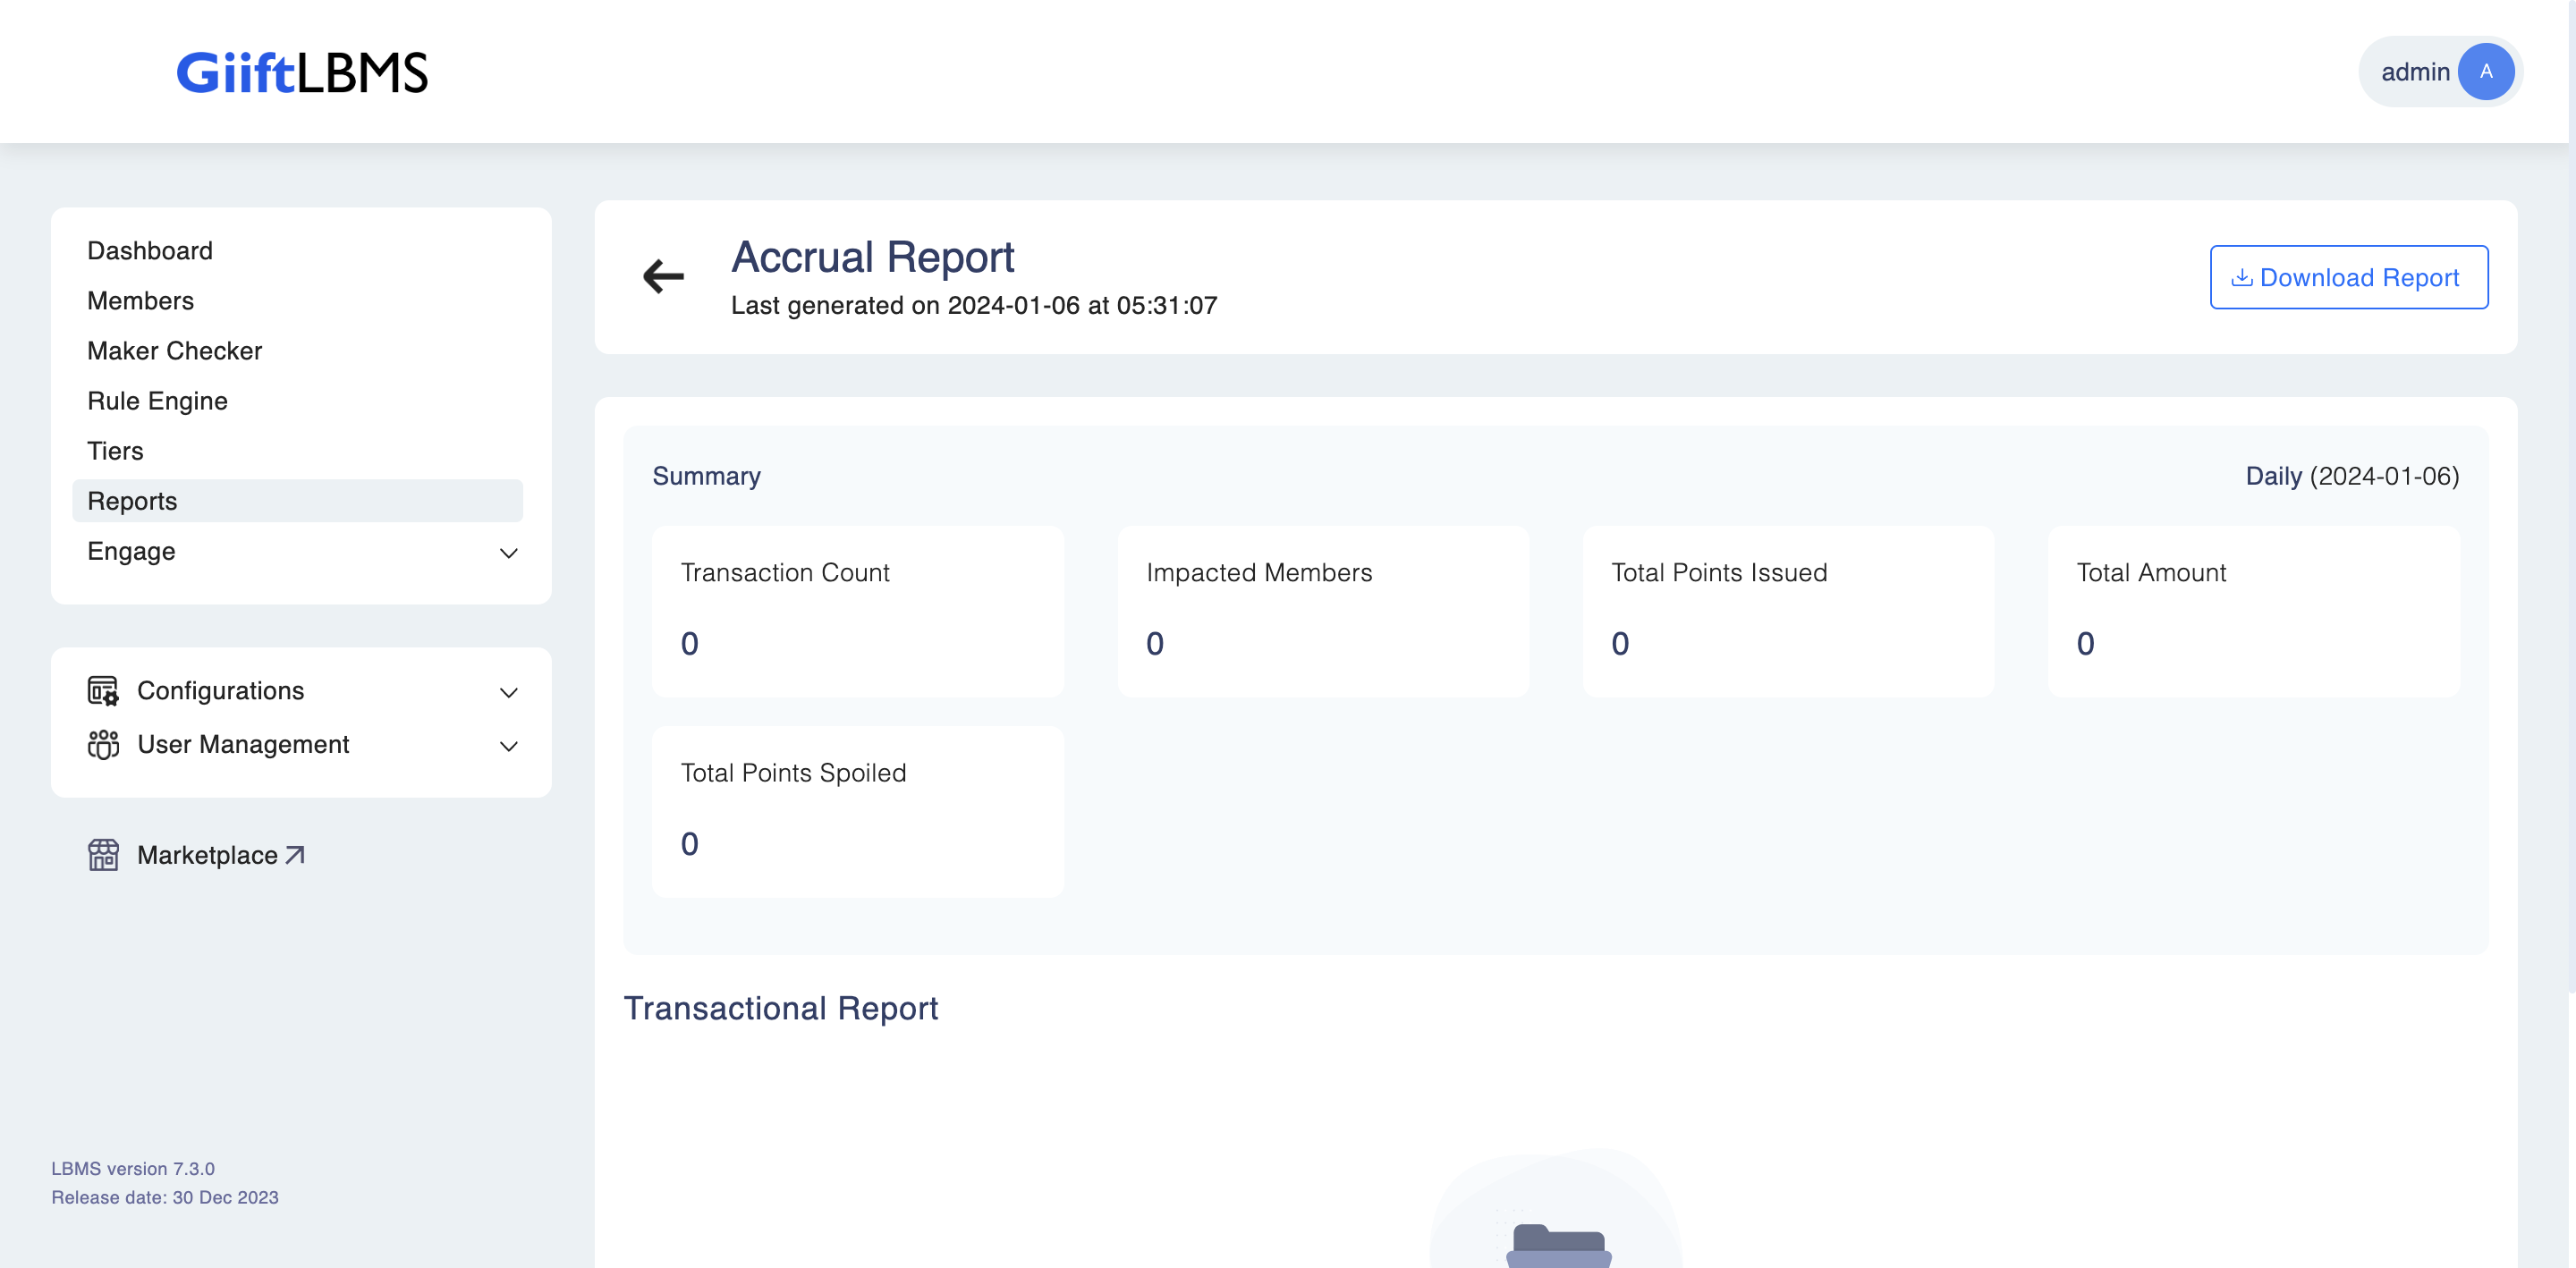 GiiftLBMS
admin A
Dashboard
Members
Maker Checker
Rule Engine
Tiers
Reports
Engage
Configurations
User Management
Marketplace
LBMS version 7.3.0
Release date: 30 Dec 2023
Accrual Report
Last generated on 2024-01-06 at 05:31:07
Download Report
Summary
Daily (2024-01-06)
Transaction Count
0
Impacted Members
0
Total Points Issued
0
Total Amount
0
Total Points Spoiled
0
Transactional Report